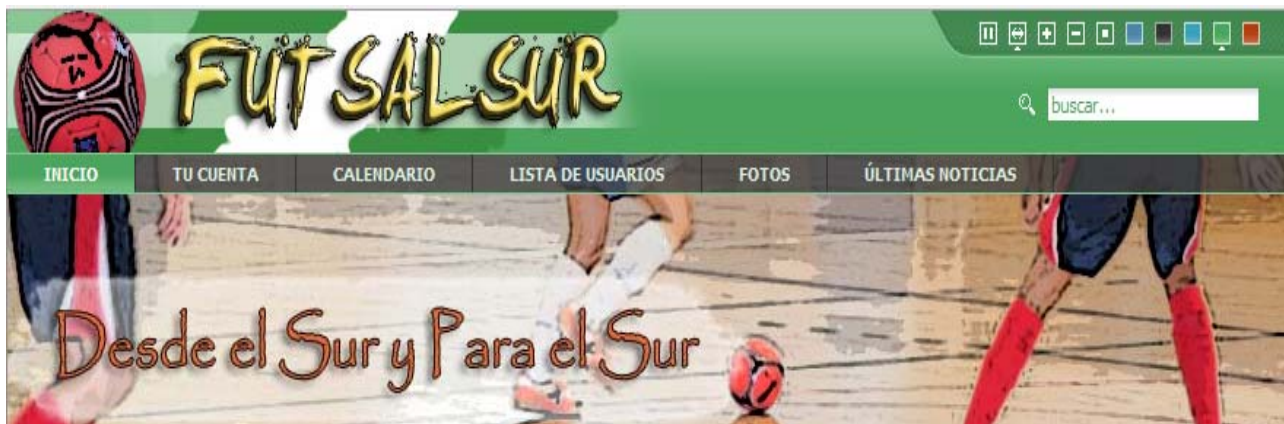 FUTSALSUR
buscar...
INICIO TU CUENTA CALENDARIO LISTA DE USUARIOS FOTOS ÚLTIMAS NOTICIAS
Desde el Sur y Para el Sur